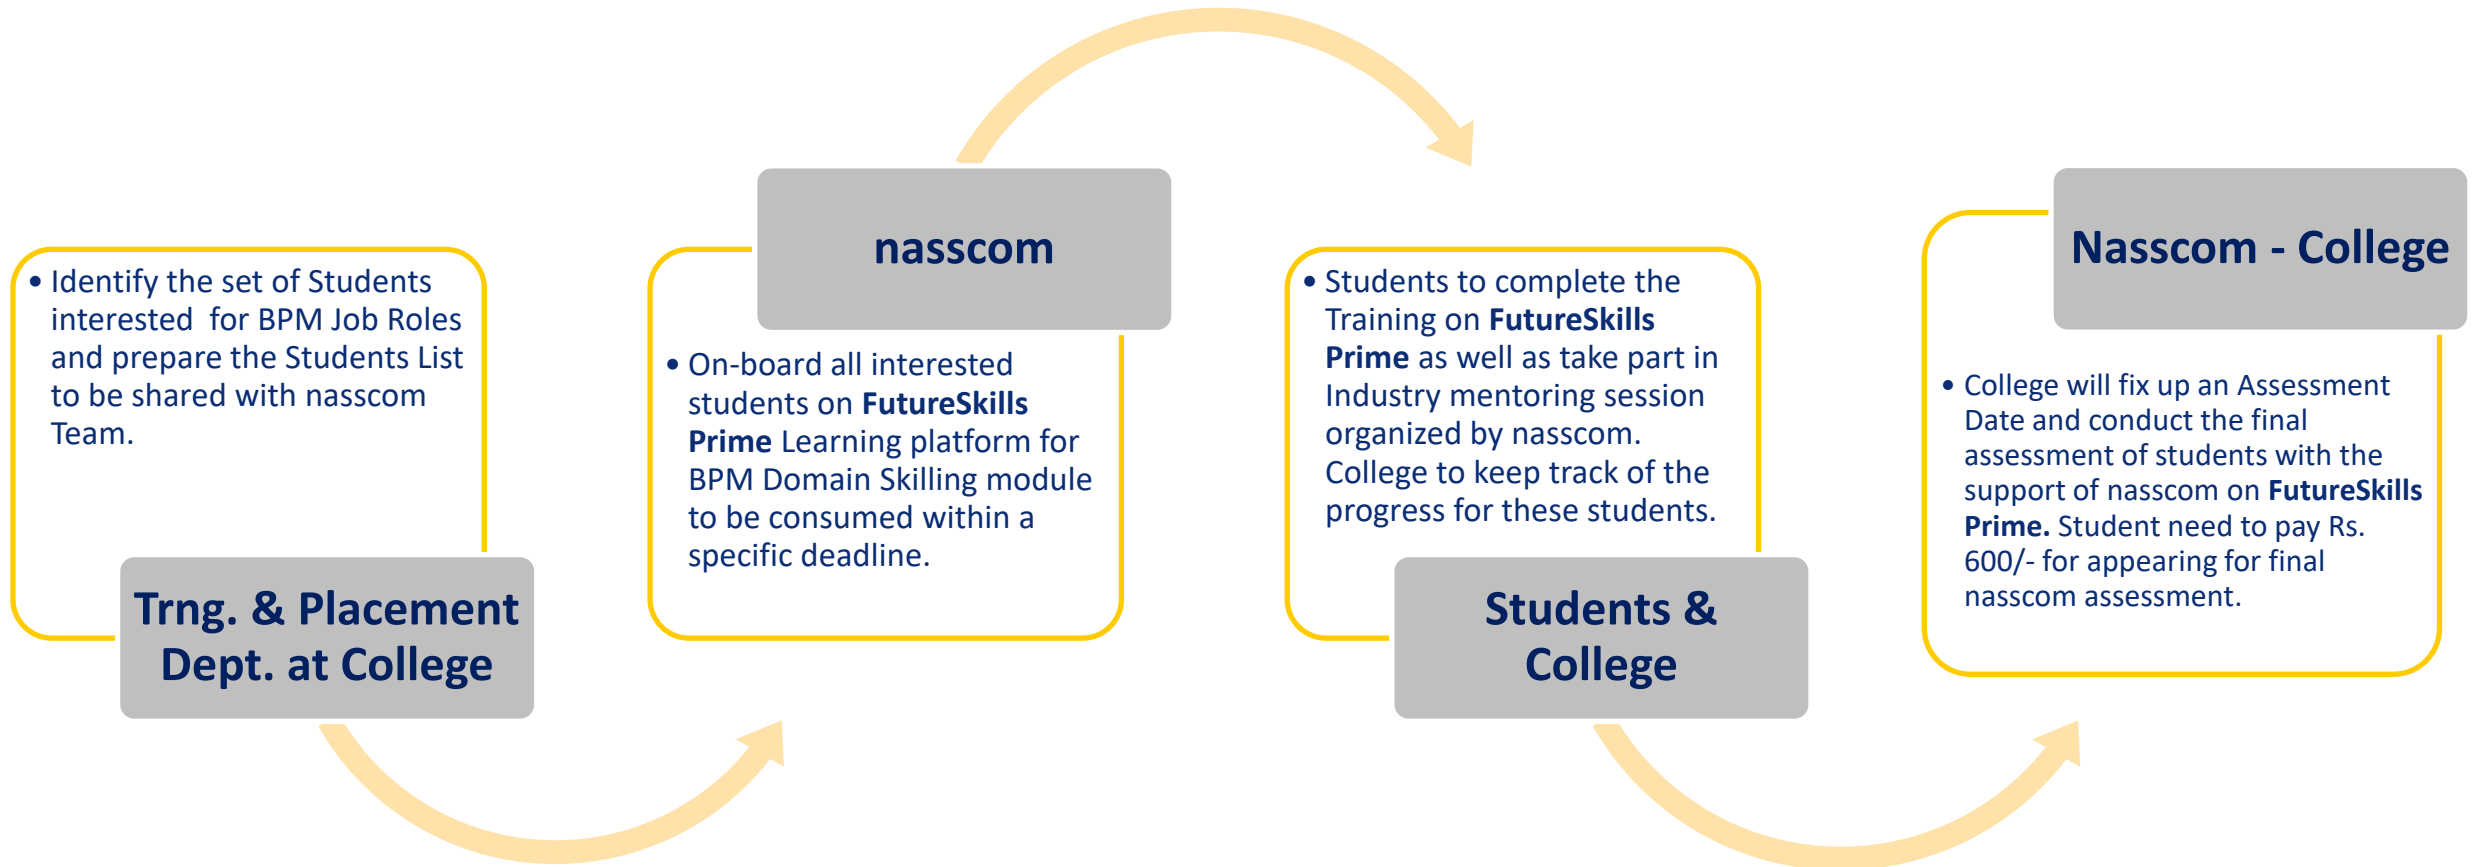 • Identify the set of Students
interested for BPM Job Roles
and prepare the Students List
to be shared with nasscom
Team.
Trng. & Placement
Dept. at College
nasscom
• On-board all interested
students on FutureSkills
Prime Learning platform for
BPM Domain Skilling module
to be consumed within a
specific deadline.
• Students to complete the
Training on FutureSkills
Prime as well as take part in
Industry mentoring session
organized by nasscom.
College to keep track of the
progress for these students.
Students &
College
Nasscom - College
• College will fix up an Assessment
Date and conduct the final
assessment of students with the
support of nasscom on FutureSkills
Prime. Student need to pay Rs.
600/- for appearing for final
nasscom assessment.